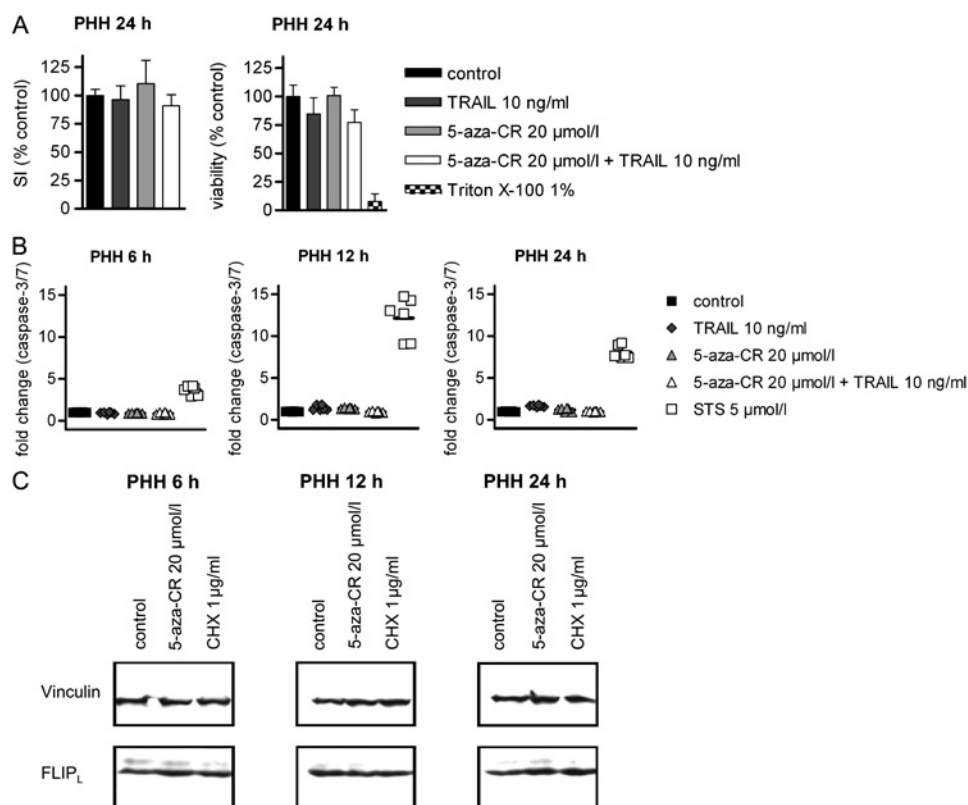 A
PHH 24 h
PHH 24 h
SI (% control)
125
100
75
50
25
0
viability (% control)
125
100
75
50
25
0
control
TRAIL 10 ng/ml
5-aza-CR 20 µmol/l
5-aza-CR 20 µmol/l + TRAIL 10 ng/ml
Triton X-100 1%
B
PHH 6 h
PHH 12 h
PHH 24 h
fold change (caspase-3/7)
15
10
5
0
fold change (caspase-3/7)
15
10
5
0
fold change (caspase-3/7)
15
10
5
0
control
TRAIL 10 ng/ml
5-aza-CR 20 µmol/l
5-aza-CR 20 µmol/l + TRAIL 10 ng/ml
STS 5 µmol/l
C
PHH 6 h
PHH 12 h
PHH 24 h
control
5-aza-CR 20 µmol/l
CHX 1 µg/ml
control
5-aza-CR 20 µmol/l
CHX 1µg/ml
control
5-aza-CR 20 µmol/l
CHX 1 µg/ml
Vinculin
FLIPL